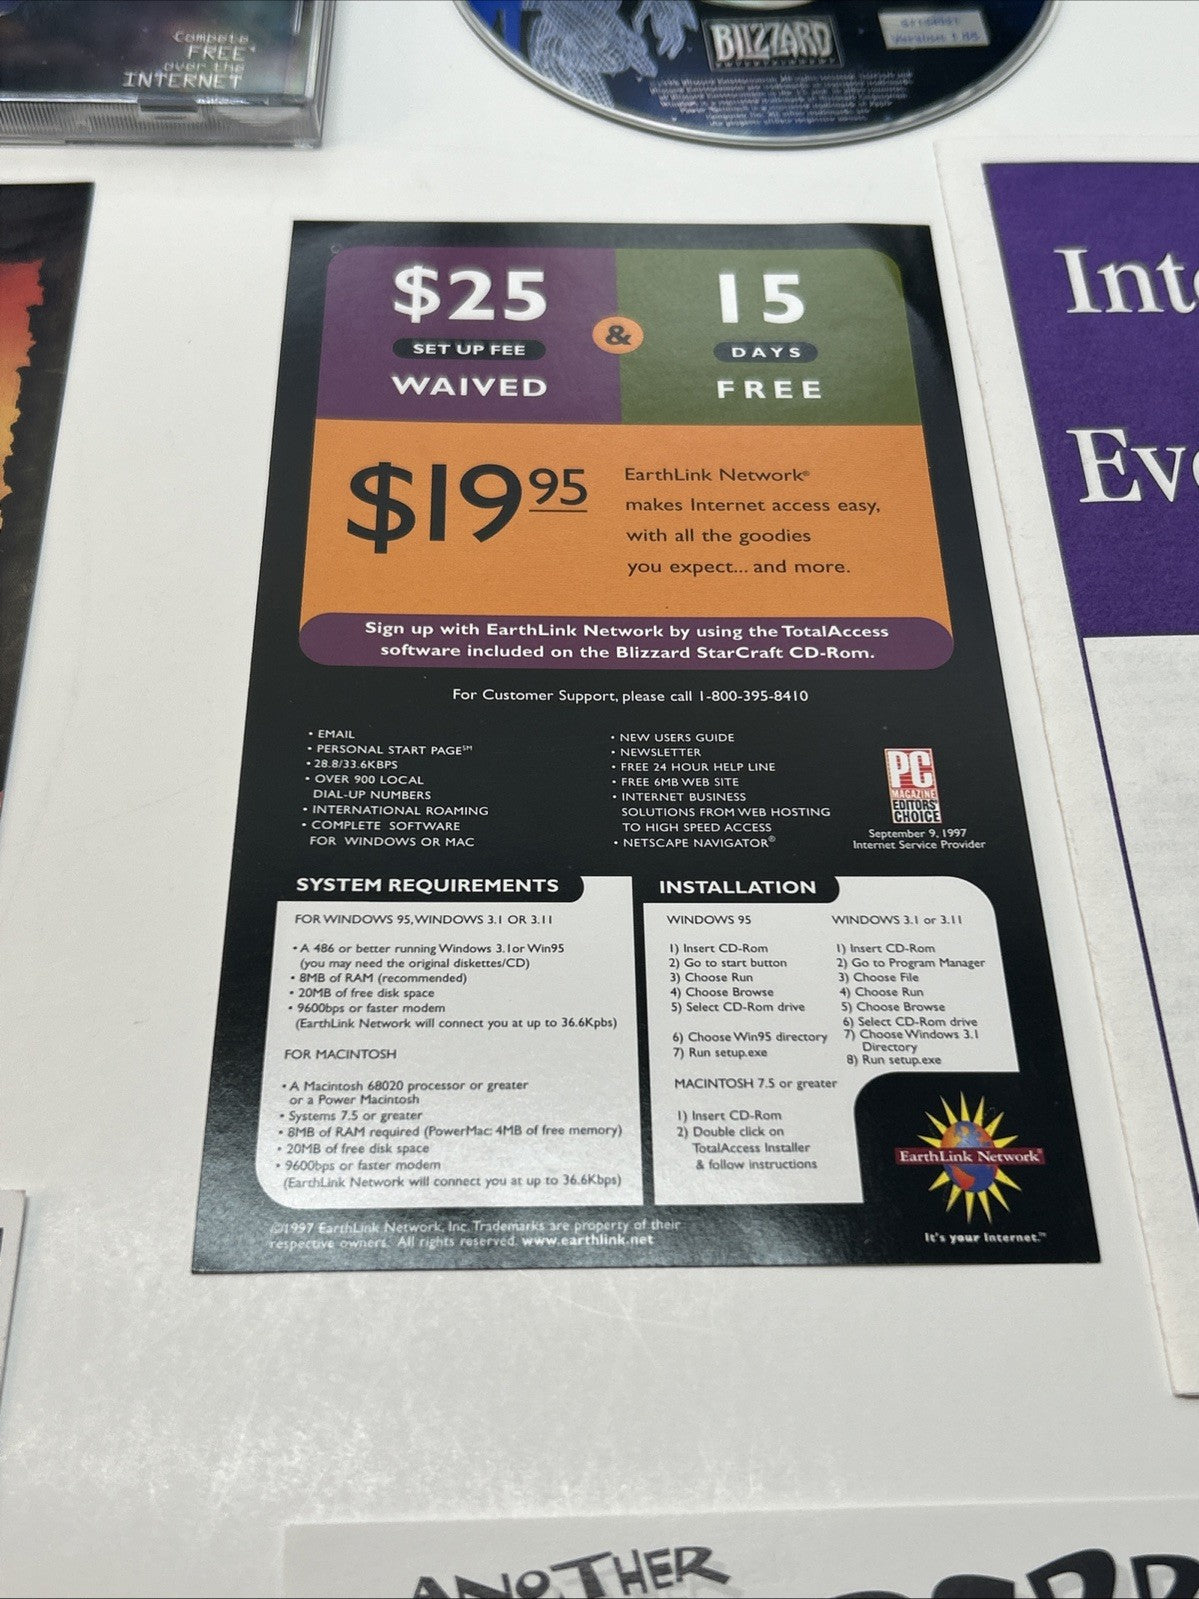 Compete
FREE
over the
INTERNET
BLIZZARD
Version 1.00
$25
SET UP FEE
WAIVED
&
15
DAYS
FREE
$19.95
EarthLink Network®
makes Internet access easy,
with all the goodies
you expect... and more.
Sign up with EarthLink Network by using the TotalAccess
software included on the Blizzard StarCraft CD-Rom.
For Customer Support, please call 1-800-395-8410
• EMAIL
• PERSONAL START PAGE℠
• 28.8/33.6KBPS
• OVER 900 LOCAL
DIAL-UP NUMBERS
• INTERNATIONAL ROAMING
• COMPLETE SOFTWARE
FOR WINDOWS OR MAC
• NEW USERS GUIDE
• NEWSLETTER
• FREE 24 HOUR HELP LINE
• FREE 6MB WEB SITE
• INTERNET BUSINESS
SOLUTIONS FROM WEB HOSTING
TO HIGH SPEED ACCESS
• NETSCAPE NAVIGATOR®
PC
MAGAZINE
EDITORS'
CHOICE
September 9, 1997
Internet Service Provider
SYSTEM REQUIREMENTS
FOR WINDOWS 95, WINDOWS 3.1 OR 3.11
• A 486 or better running Windows 3.1or Win95
(you may need the original diskettes/CD)
• 8MB of RAM (recommended)
• 20MB of free disk space
• 9600bps or faster modem
(EarthLink Network will connect you at up to 36.6Kpbs)
FOR MACINTOSH
• A Macintosh 68020 processor or greater
or a Power Macintosh
• Systems 7.5 or greater
• 8MB of RAM required (PowerMac: 4MB of free memory)
• 20MB of free disk space
• 9600bps or faster modem
(EarthLink Network will connect you at up to 36.6Kbps)
INSTALLATION
WINDOWS 95
1) Insert CD-Rom
2) Go to start button
3) Choose Run
4) Choose Browse
5) Select CD-Rom drive
6) Choose Win95 directory
7) Run setup.exe
WINDOWS 3.1 or 3.11
1) Insert CD-Rom
2) Go to Program Manager
3) Choose File
4) Choose Run
5) Choose Browse
6) Select CD-Rom drive
7) Choose Windows 3.1
Directory
8) Run setup.exe
MACINTOSH 7.5 or greater
1) Insert CD-Rom
2) Double click on
TotalAccess Installer
& follow instructions
EarthLink Network®
It's your Internet.™
©1997 EarthLink Network, Inc. Trademarks are property of their
respective owners. All rights reserved. www.earthlink.net
Inte
Eve
ANOTHER